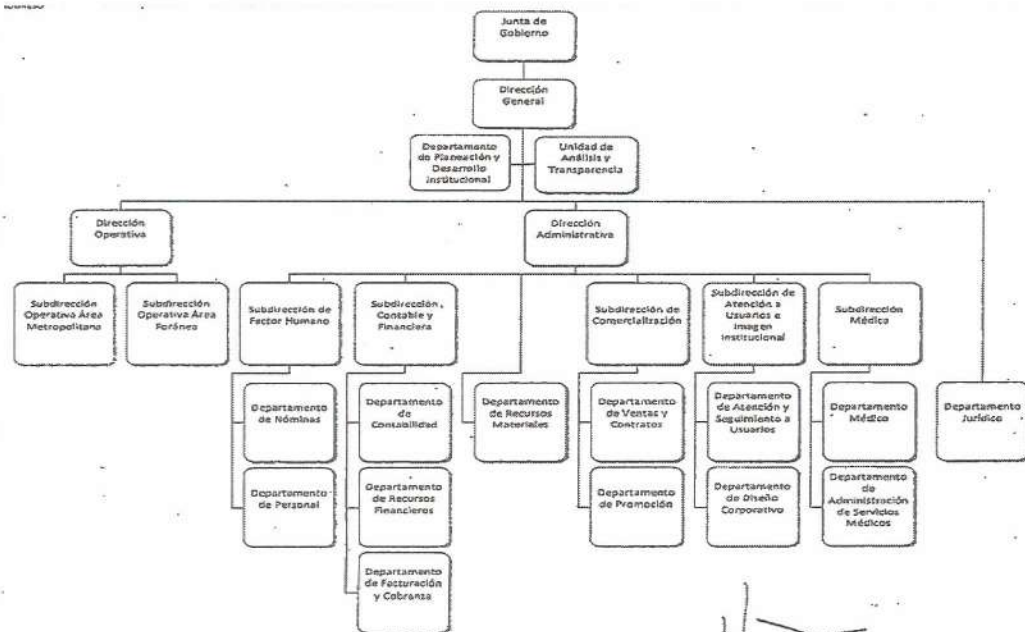 Junta de
Gobierno
Dirección
General
Departamento
de Planeación y
Desarrollo
Institucional
Unidad de
Análisis y
Transparencia
Dirección
Operativa
Dirección
Administrativa
Subdirección
Operativa Área
Metropolitana
Subdirección
Operativa Área
Foránea
Subdirección de
Factor Humano
Subdirección
Contable y
Financiera
Subdirección de
Comercialización
Subdirección de
Atención a
Usuarios e
Imagen
Institucional
Subdirección
Médica
Departamento
de Nóminas
Departamento
de
Contabilidad
Departamento
de Recursos
Materiales
Departamento
de Ventas y
Contratos
Departamento
de Atención y
Seguimiento a
Usuarios
Departamento
Médico
Departamento
Jurídico
Departamento
de Personal
Departamento
de Recursos
Financieros
Departamento
de Promoción
Departamento
de Diseño
Corporativo
Departamento
de
Administración
de Servicios
Médicos
Departamento
de Facturación
y Cobranza